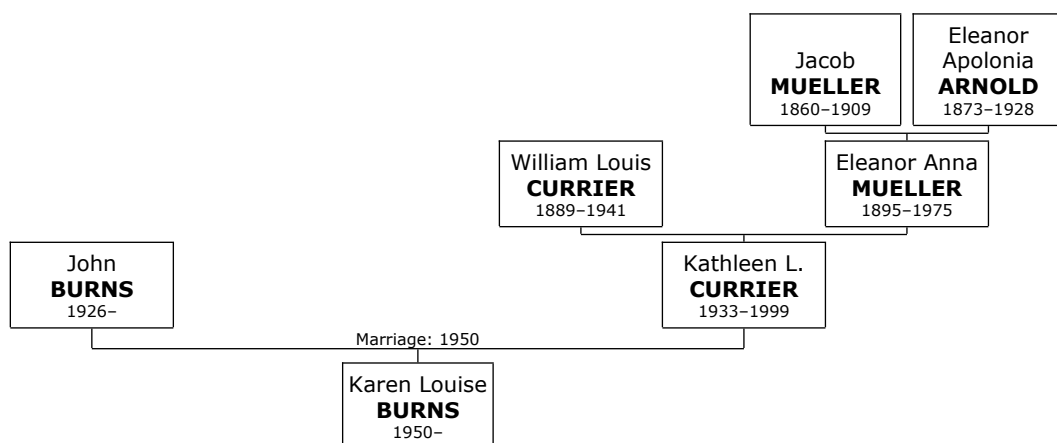 Jacob
MUELLER
1860–1909
Eleanor
Apolonia
ARNOLD
1873–1928
William Louis
CURRIER
1889–1941
Eleanor Anna
MUELLER
1895–1975
John
BURNS
1926–
Kathleen L.
CURRIER
1933–1999
Marriage: 1950
Karen Louise
BURNS
1950–